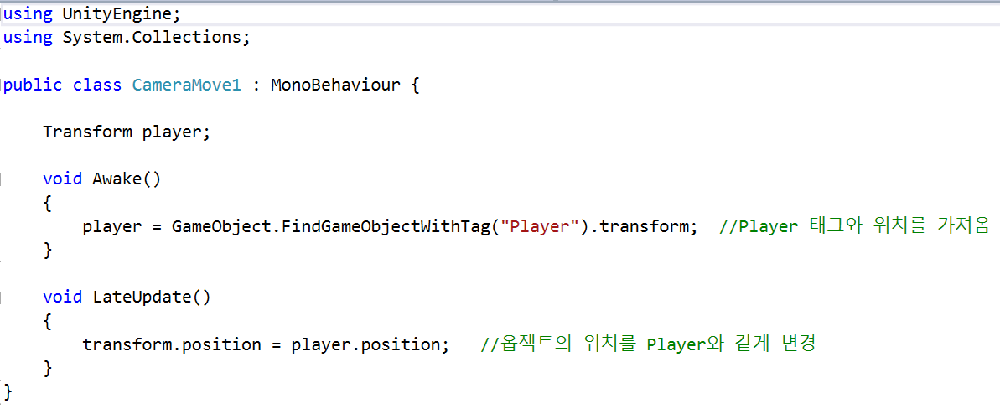 using UnityEngine;
using System.Collections;
public class CameraMove1 : MonoBehaviour {
Transform player;
void Awake()
{
player = GameObject.FindGameObjectWithTag("Player").transform; //Player 태그와 위치를 가져옴
}
void LateUpdate()
{
transform.position = player.position; //옵젝트의 위치를 Player와 같게 변경
}
}